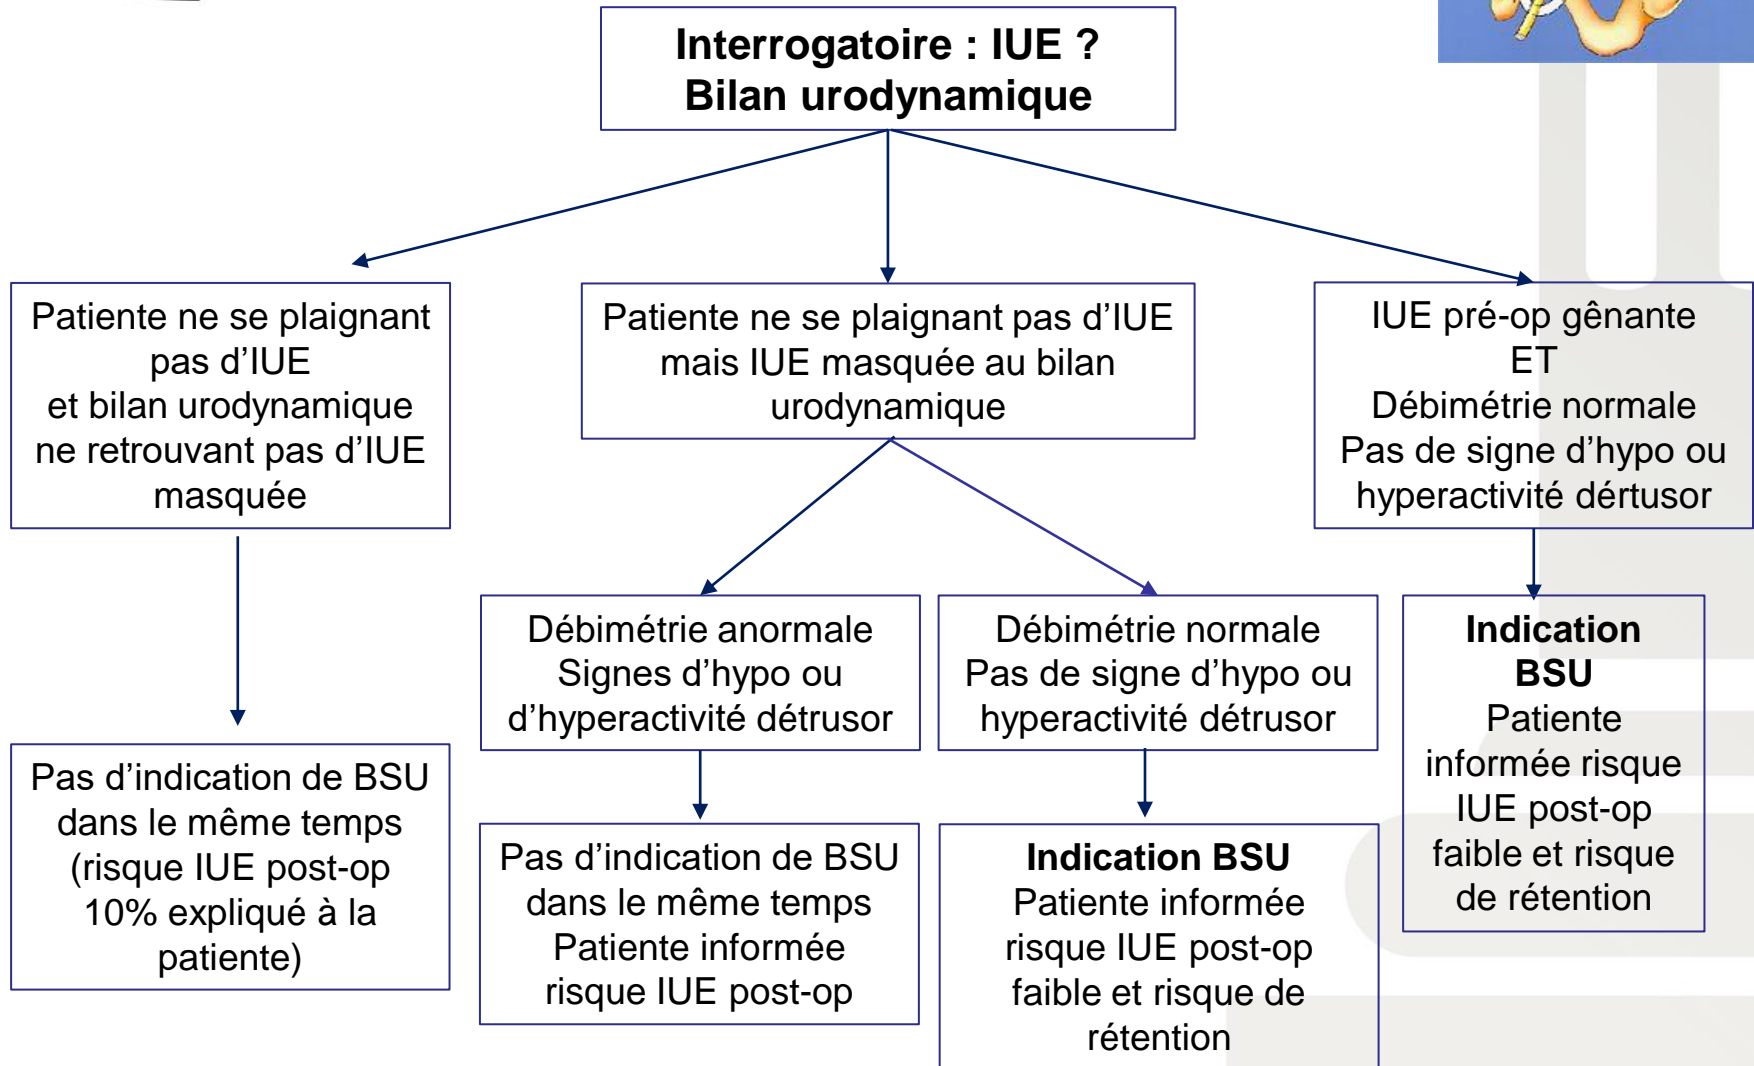 Interrogatoire : IUE ?
Bilan urodynamique
Patiente ne se plaignant
pas d’IUE
et bilan urodynamique
ne retrouvant pas d’IUE
masquée
Patiente ne se plaignant pas d’IUE
mais IUE masquée au bilan
urodynamique
IUE pré-op gênante
ET
Débimétrie normale
Pas de signe d’hypo ou
hyperactivité dértusor
Débimétrie anormale
Signes d’hypo ou
d’hyperactivité détrusor
Débimétrie normale
Pas de signe d’hypo ou
hyperactivité détrusor
Indication
BSU
Patiente
informée risque
IUE post-op
faible et risque
de rétention
Pas d’indication de BSU
dans le même temps
(risque IUE post-op
10% expliqué à la
patiente)
Pas d’indication de BSU
dans le même temps
Patiente informée
risque IUE post-op
Indication BSU
Patiente informée
risque IUE post-op
faible et risque de
rétention